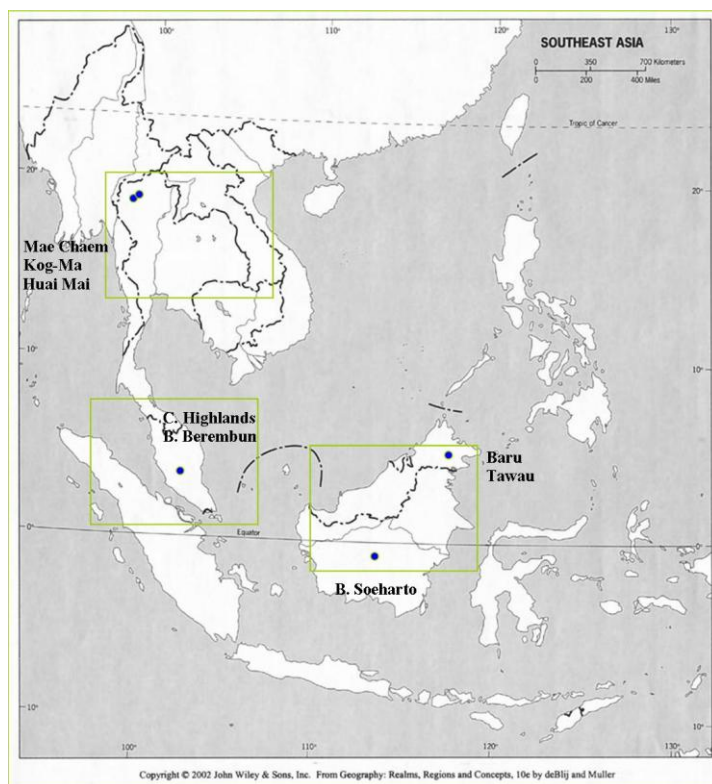 100°
110°
120°
130°
SOUTHEAST ASIA
0 350 700 Kilometers
0 200 400 Miles
Tropic of Cancer
20°
20°
Mae Chaem
Kog-Ma
Huai Mai
10°
10°
C. Highlands
B. Berembun
Baru
Tawau
0°
Equator
0°
B. Soeharto
10°
10°
100°
110°
120°
130°
Copyright © 2002 John Wiley & Sons, Inc. From Geography: Realms, Regions and Concepts, 10e by deBlij and Muller